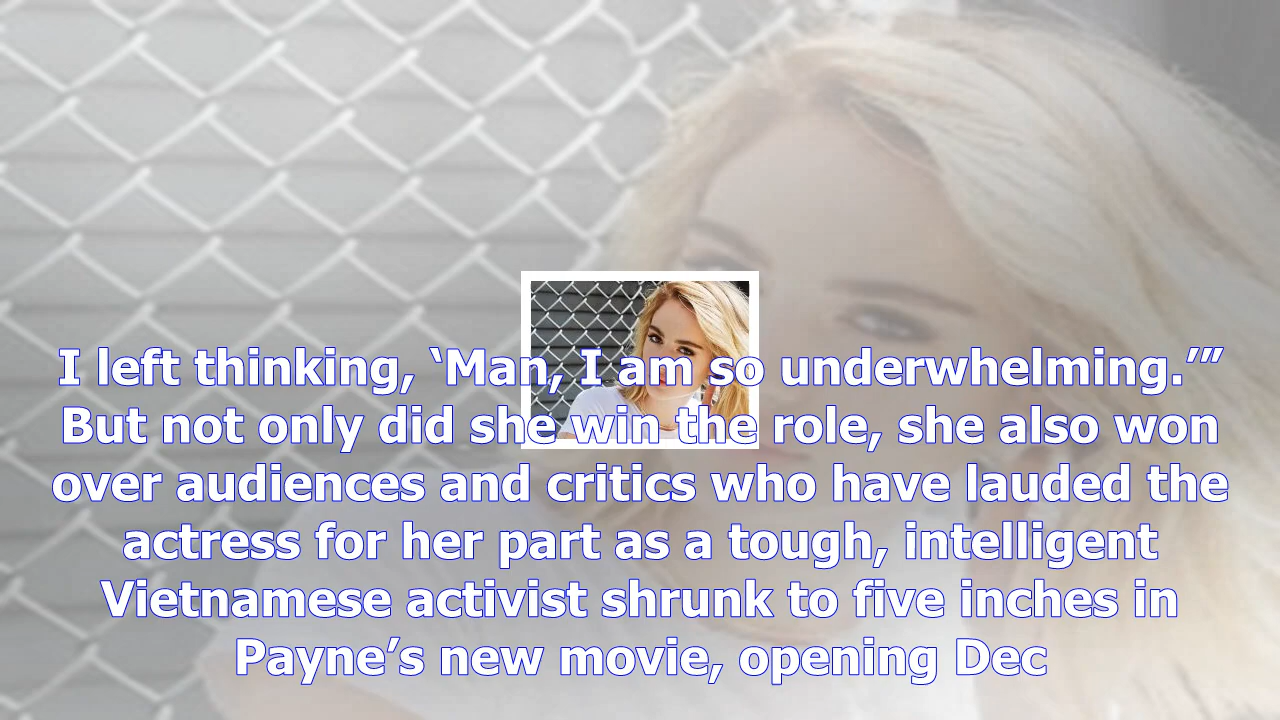 I left thinking, ‘Man, I am so underwhelming.’”
But not only did she win the role, she also won
over audiences and critics who have lauded the
actress for her part as a tough, intelligent
Vietnamese activist shrunk to five inches in
Payne’s new movie, opening Dec